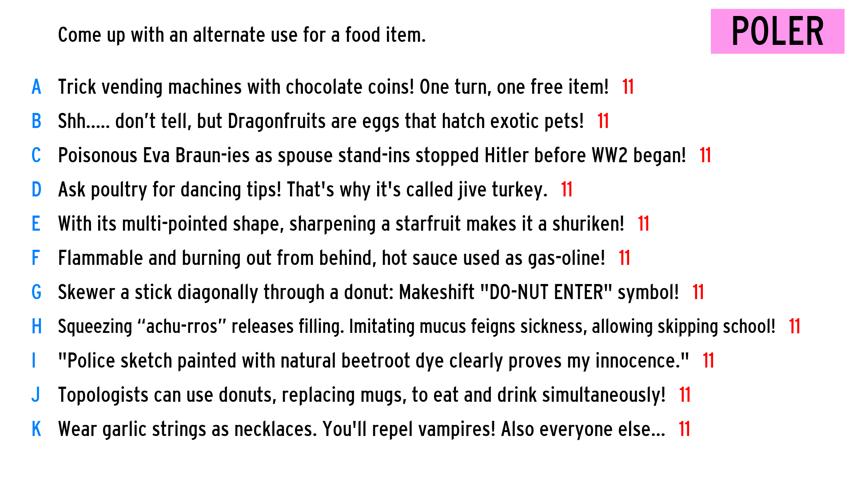 Come up with an alternate use for a food item.
POLER
A Trick vending machines with chocolate coins! One turn, one free item! 11
B Shh..... don’t tell, but Dragonfruits are eggs that hatch exotic pets! 11
C Poisonous Eva Braun-ies as spouse stand-ins stopped Hitler before WW2 began! 11
D Ask poultry for dancing tips! That's why it's called jive turkey. 11
E With its multi-pointed shape, sharpening a starfruit makes it a shuriken! 11
F Flammable and burning out from behind, hot sauce used as gas-oline! 11
G Skewer a stick diagonally through a donut: Makeshift "DO-NUT ENTER" symbol! 11
H Squeezing “achu-rros” releases filling. Imitating mucus feigns sickness, allowing skipping school! 11
I "Police sketch painted with natural beetroot dye clearly proves my innocence." 11
J Topologists can use donuts, replacing mugs, to eat and drink simultaneously! 11
K Wear garlic strings as necklaces. You'll repel vampires! Also everyone else... 11